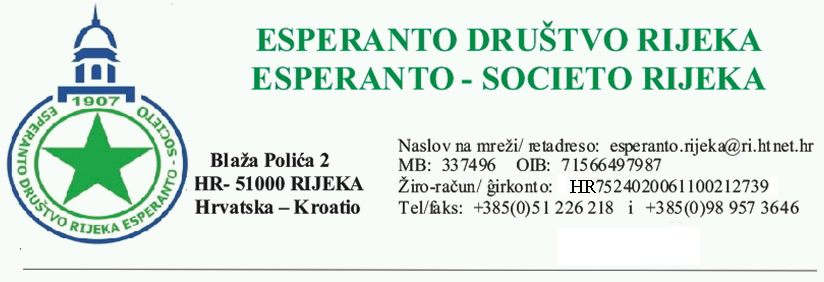 ESPERANTO DRUŠTVO RIJEKA
ESPERANTO - SOCIETO RIJEKA
1907
ESPERANTO DRUŠTVO RIJEKA ESPERANTO - SOCIETO
Blaža Polića 2
HR- 51000 RIJEKA
Hrvatska – Kroatio
Naslov na mreži/ retadreso: esperanto.rijeka@ri.htnet.hr
MB: 337496 OIB: 71566497987
Žiro-račun/ ĝirkonto: HR7524020061100212739
Tel/faks: +385(0)51 226 218 i +385(0)98 957 3646